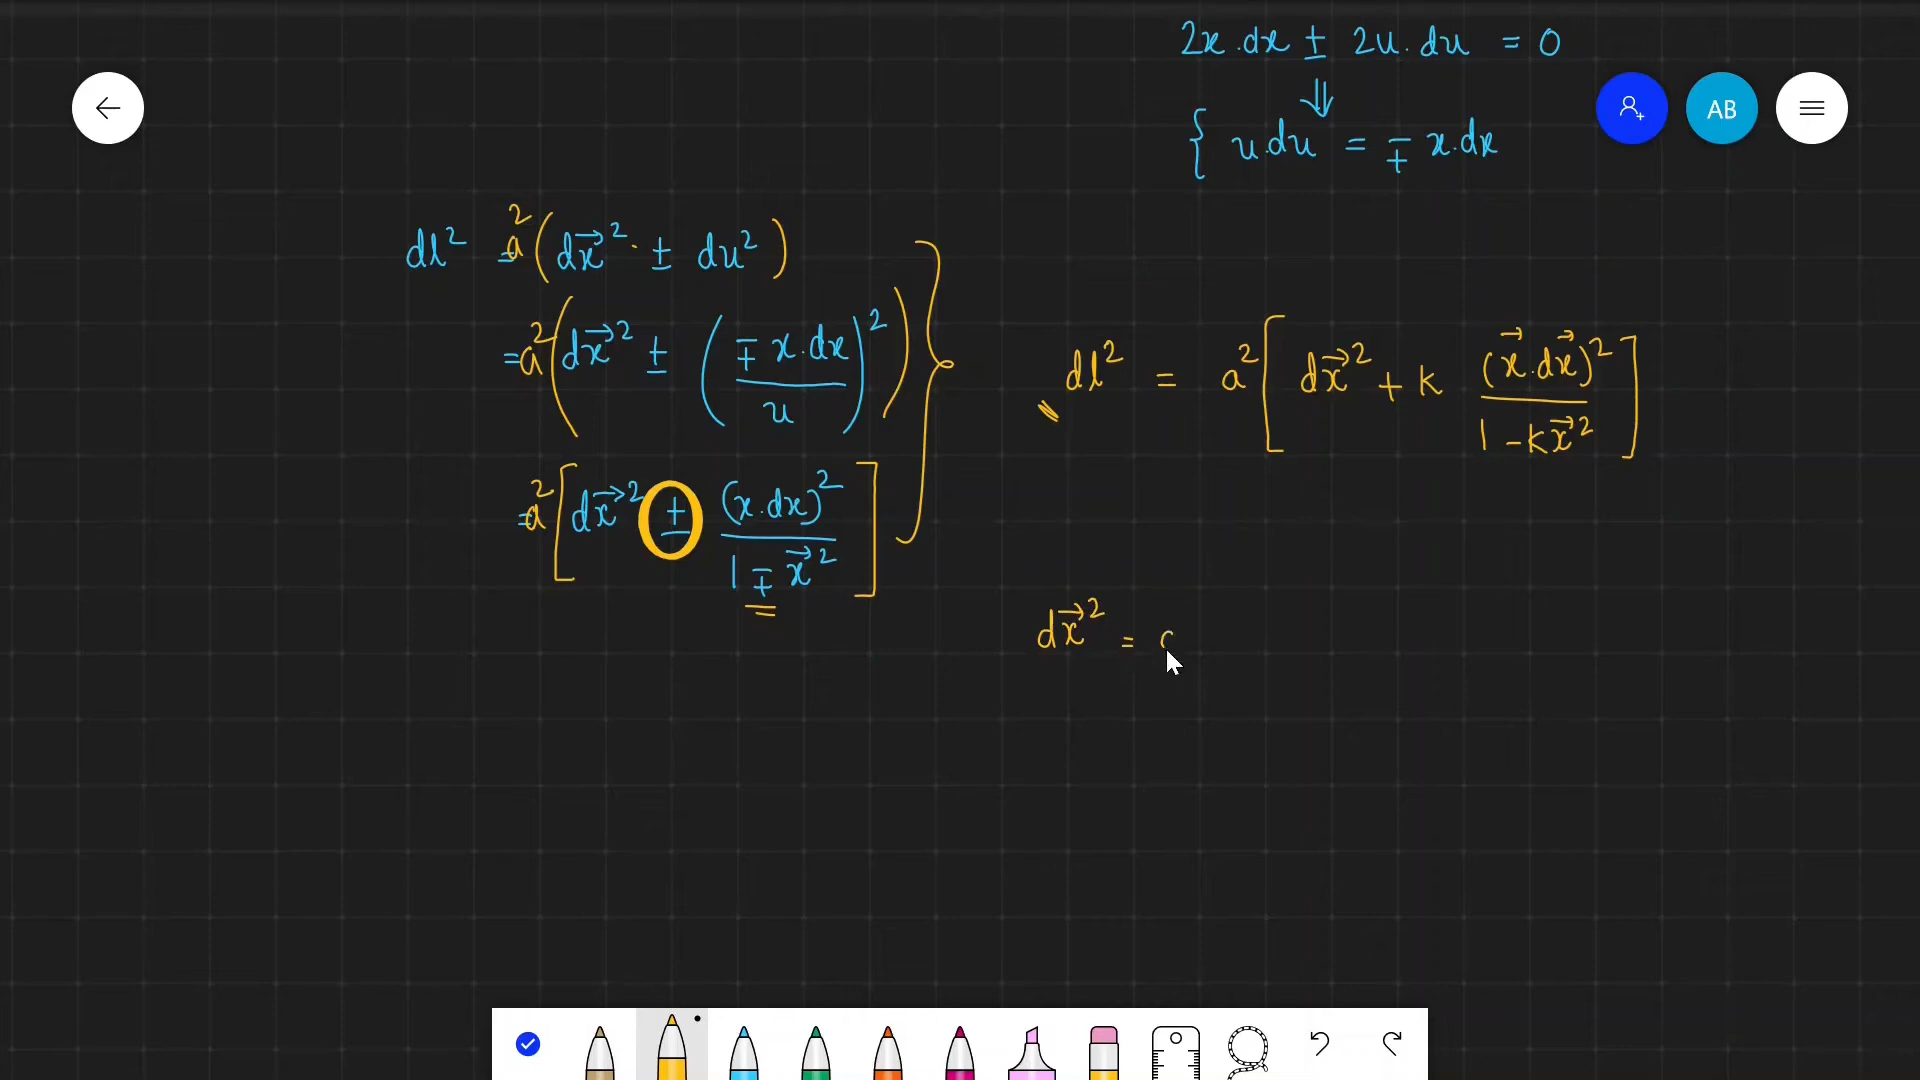 2x.dx ± 2u.du = 0
⇓
{ u.du = ∓ x.dx
AB
dl² = a² ( dx⃗² ± du² )
= a² ( dx⃗² ± ( ∓ x.dx / u )² )
= a² [ dx⃗² ± (x.dx)² / 1 ∓ x⃗² ]
dl² = a² [ dx⃗² + k (x⃗.dx⃗)² / 1 - kx⃗² ]
dx⃗² =